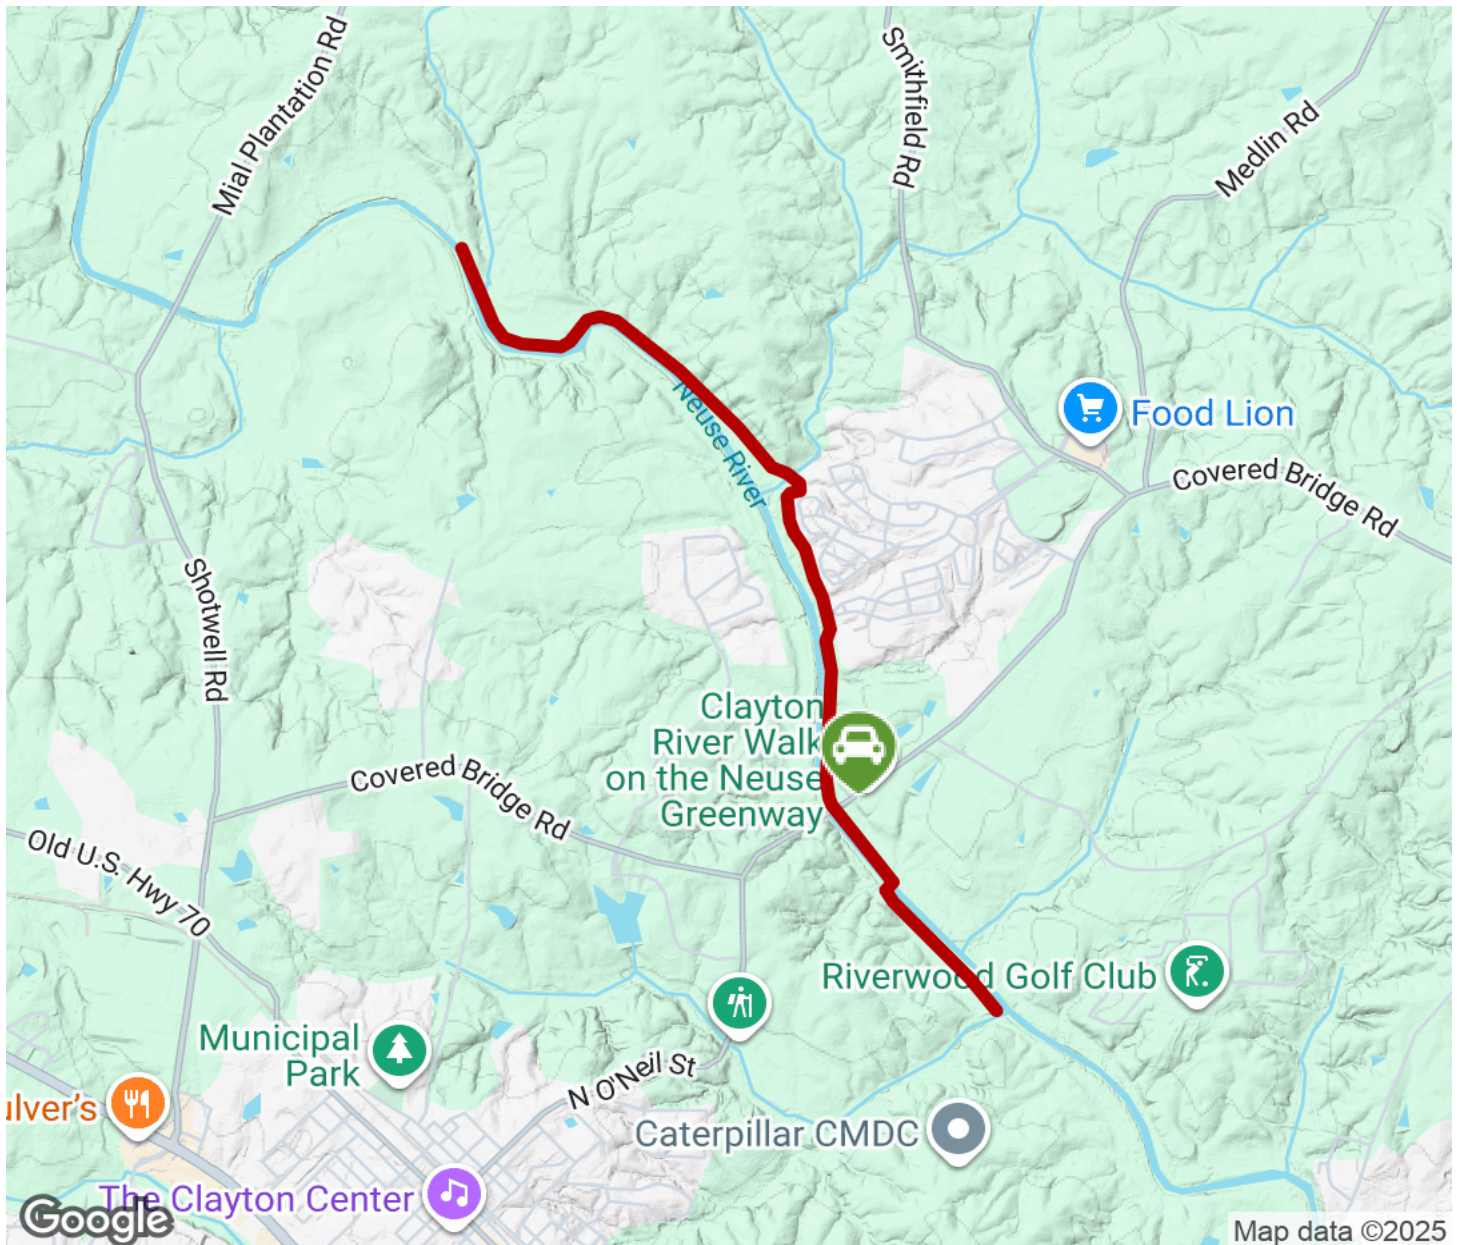 Mial Plantation Rd
Smithfield Rd
Medlin Rd
Neuse River
Food Lion
Covered Bridge Rd
Shotwell Rd
Clayton
River Walk
on the Neuse
Greenway
Covered Bridge Rd
Old U.S. Hwy 70
Riverwood Golf Club
Municipal
Park
N O'Neil St
ulver's
Caterpillar CMDC
The Clayton Center
Google
Map data ©2025